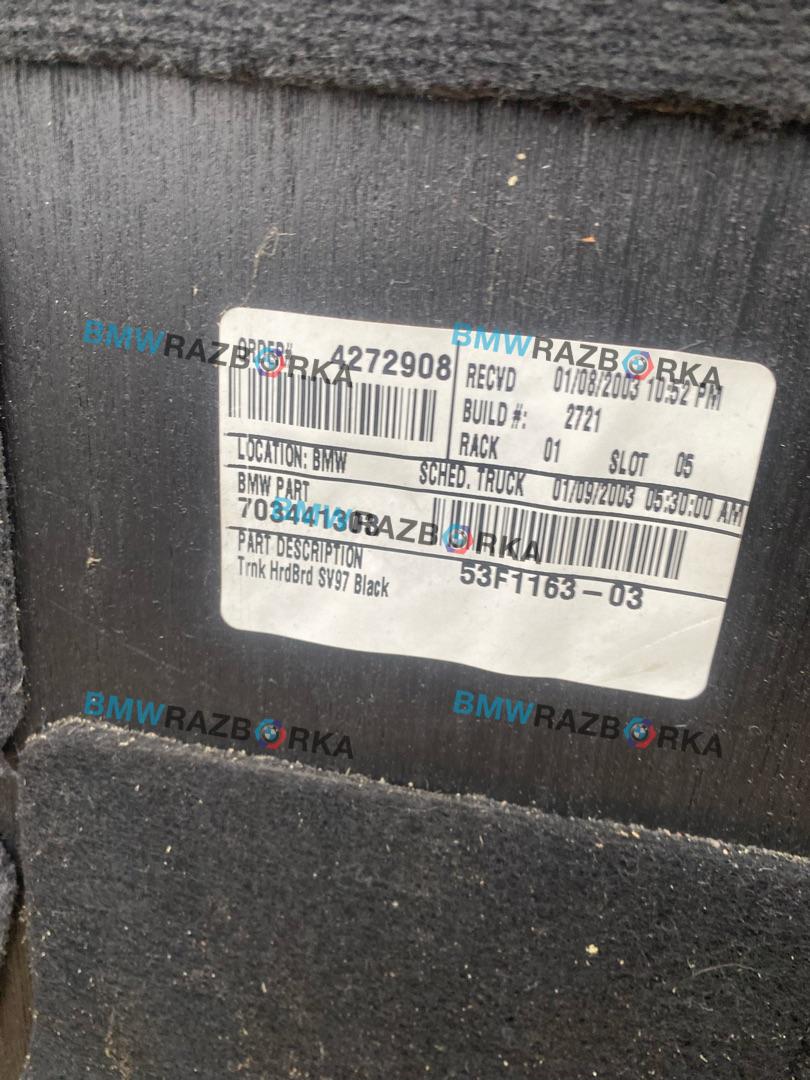 ORDER# 4272908
RECVD 01/08/2003 10:52 PM
BUILD #: 2721
RACK 01 SLOT 05
LOCATION: BMW SCHED. TRUCK 01/09/2003 05:30:00 AM
BMW PART
703441303
PART DESCRIPTION
Trnk HrdBrd SV97 Black
53F1163-03
BMWRAZBORKA
BMWRAZBORKA
BMWRAZBORKA
BMWRAZBORKA
BMWRAZBORKA